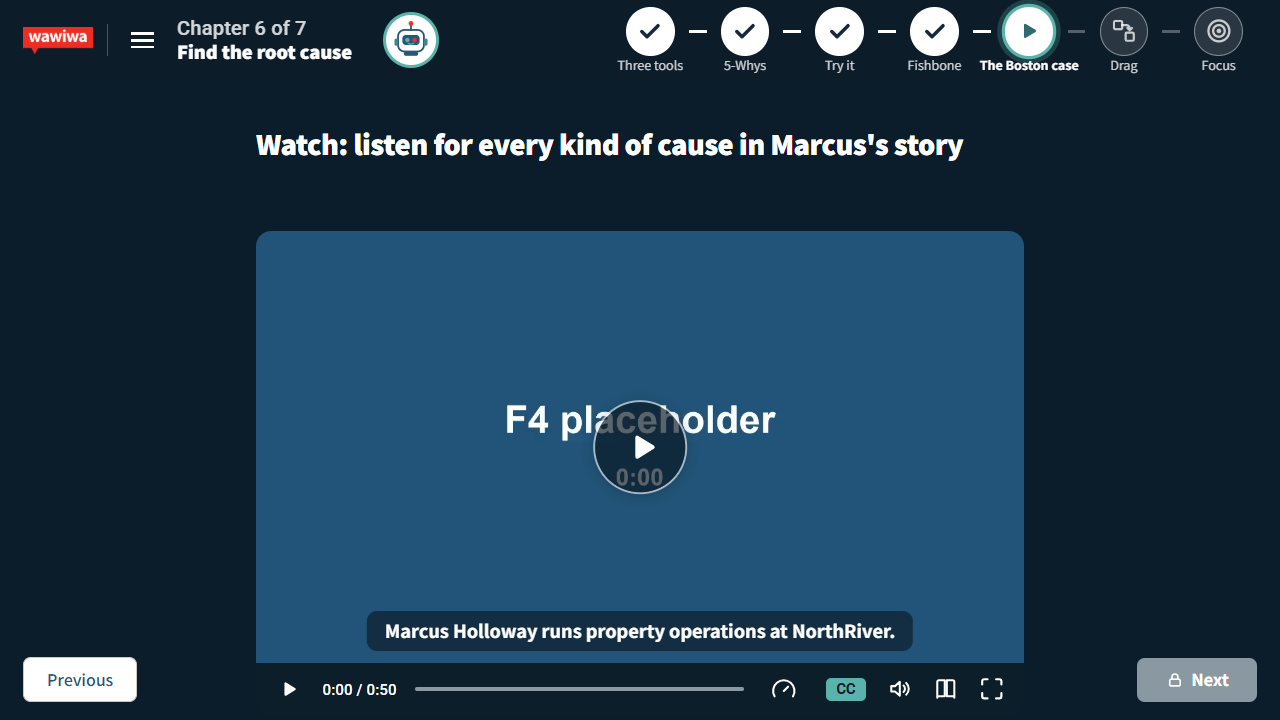 wawiwa
Chapter 6 of 7
Find the root cause
Three tools
5-Whys
Try it
Fishbone
The Boston case
Drag
Focus
Watch: listen for every kind of cause in Marcus's story
F4 placeholder
0:00
Marcus Holloway runs property operations at NorthRiver.
Previous
0:00 / 0:50
CC
Next